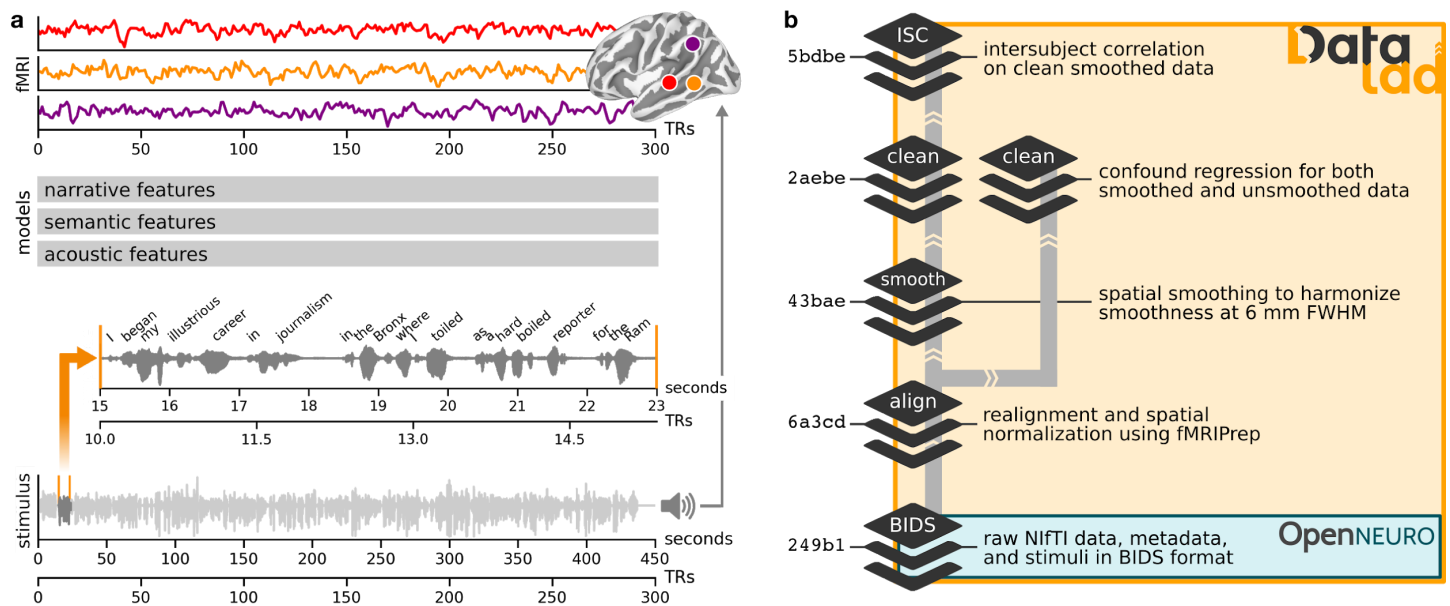 a
fMRI
TRs
0 50 100 150 200 250 300
models
narrative features
semantic features
acoustic features
I began my illustrious career in journalism in the Bronx where I toiled as a hard boiled reporter for the Ram
seconds
15 16 17 18 19 20 21 22 23
TRs
10.0 11.5 13.0 14.5
stimulus
seconds
0 50 100 150 200 250 300 350 400 450
TRs
0 50 100 150 200 250 300
b
DataLad
ISC
5bdbe
intersubject correlation
on clean smoothed data
clean
clean
2aebe
confound regression for both
smoothed and unsmoothed data
smooth
43bae
spatial smoothing to harmonize
smoothness at 6 mm FWHM
align
6a3cd
realignment and spatial
normalization using fMRIPrep
BIDS
249b1
raw NIfTI data, metadata,
and stimuli in BIDS format
OpenNEURO